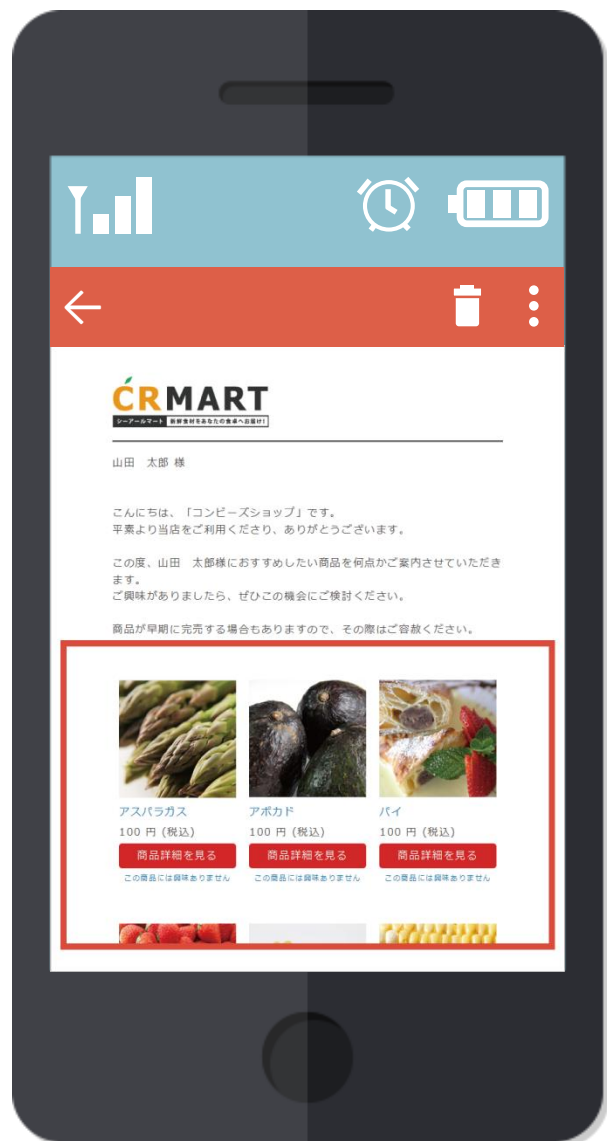 CRMART
シーアールマート 新鮮食材をあなたの食卓へお届け!
山田　太郎 様
こんにちは、「コンビーズショップ」です。
平素より当店をご利用くださり、ありがとうございます。
この度、山田　太郎様におすすめしたい商品を何点かご案内させていただき
ます。
ご興味がありましたら、ぜひこの機会にご検討ください。
商品が早期に完売する場合もありますので、その際はご容赦ください。
アスパラガス アボカド パイ
100 円 (税込) 100 円 (税込) 100 円 (税込)
商品詳細を見る 商品詳細を見る 商品詳細を見る
この商品には興味ありません この商品には興味ありません この商品には興味ありません